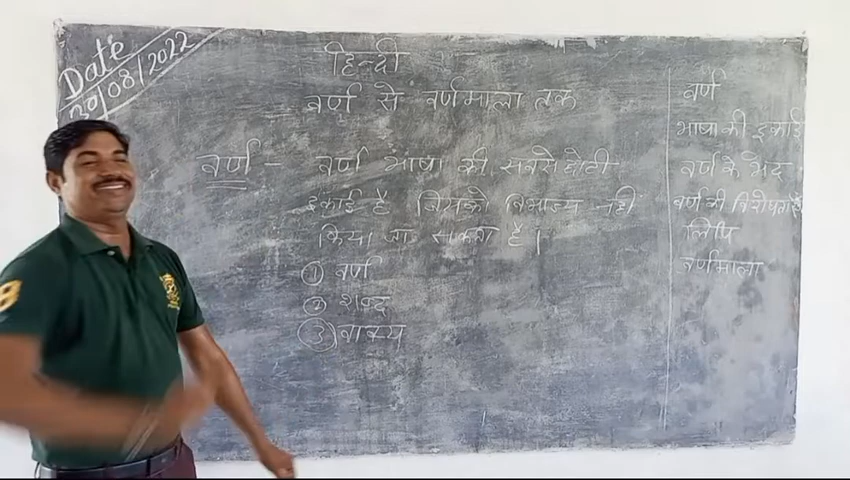 Date
20/08/2022
हिन्दी
वर्ण से वर्णमाला तक
वर्ण - वर्ण भाषा की सबसे छोटी
इकाई है जिसको विभाज्य नही
किया जा सकता है।
① वर्ण
② शब्द
③ वाक्य
वर्ण
भाषा की इकाई
वर्ण के भेद
वर्ण की विशेषताएँ
लिपि
वर्णमाला